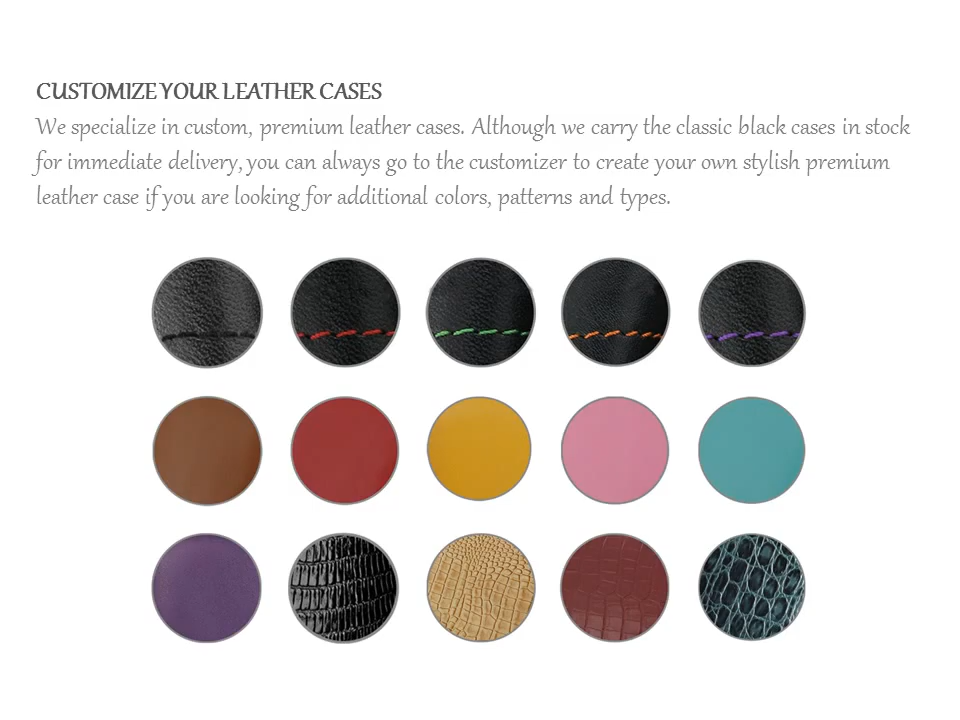 CUSTOMIZE YOUR LEATHER CASES
We specialize in custom, premium leather cases. Although we carry the classic black cases in stock
for immediate delivery, you can always go to the customizer to create your own stylish premium
leather case if you are looking for additional colors, patterns and types.